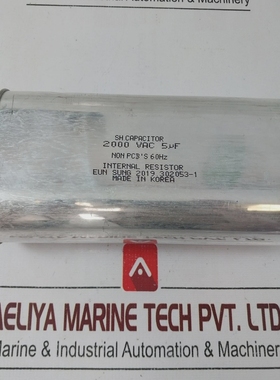 ial Automation & Machinery
SH.CAPACITOR
2000 VAC 5µF
NON PCB'S 60Hz
INTERNAL RESISTOR
EUN SUNG 2019.302053-1
MADE IN KOREA
AELIYA MARINE TECH PVT. LTD
Marine & Industrial Automation & Machinery